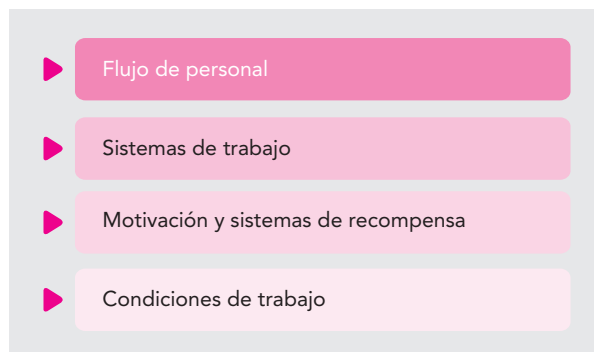 Flujo de personal
Sistemas de trabajo
Motivación y sistemas de recompensa
Condiciones de trabajo